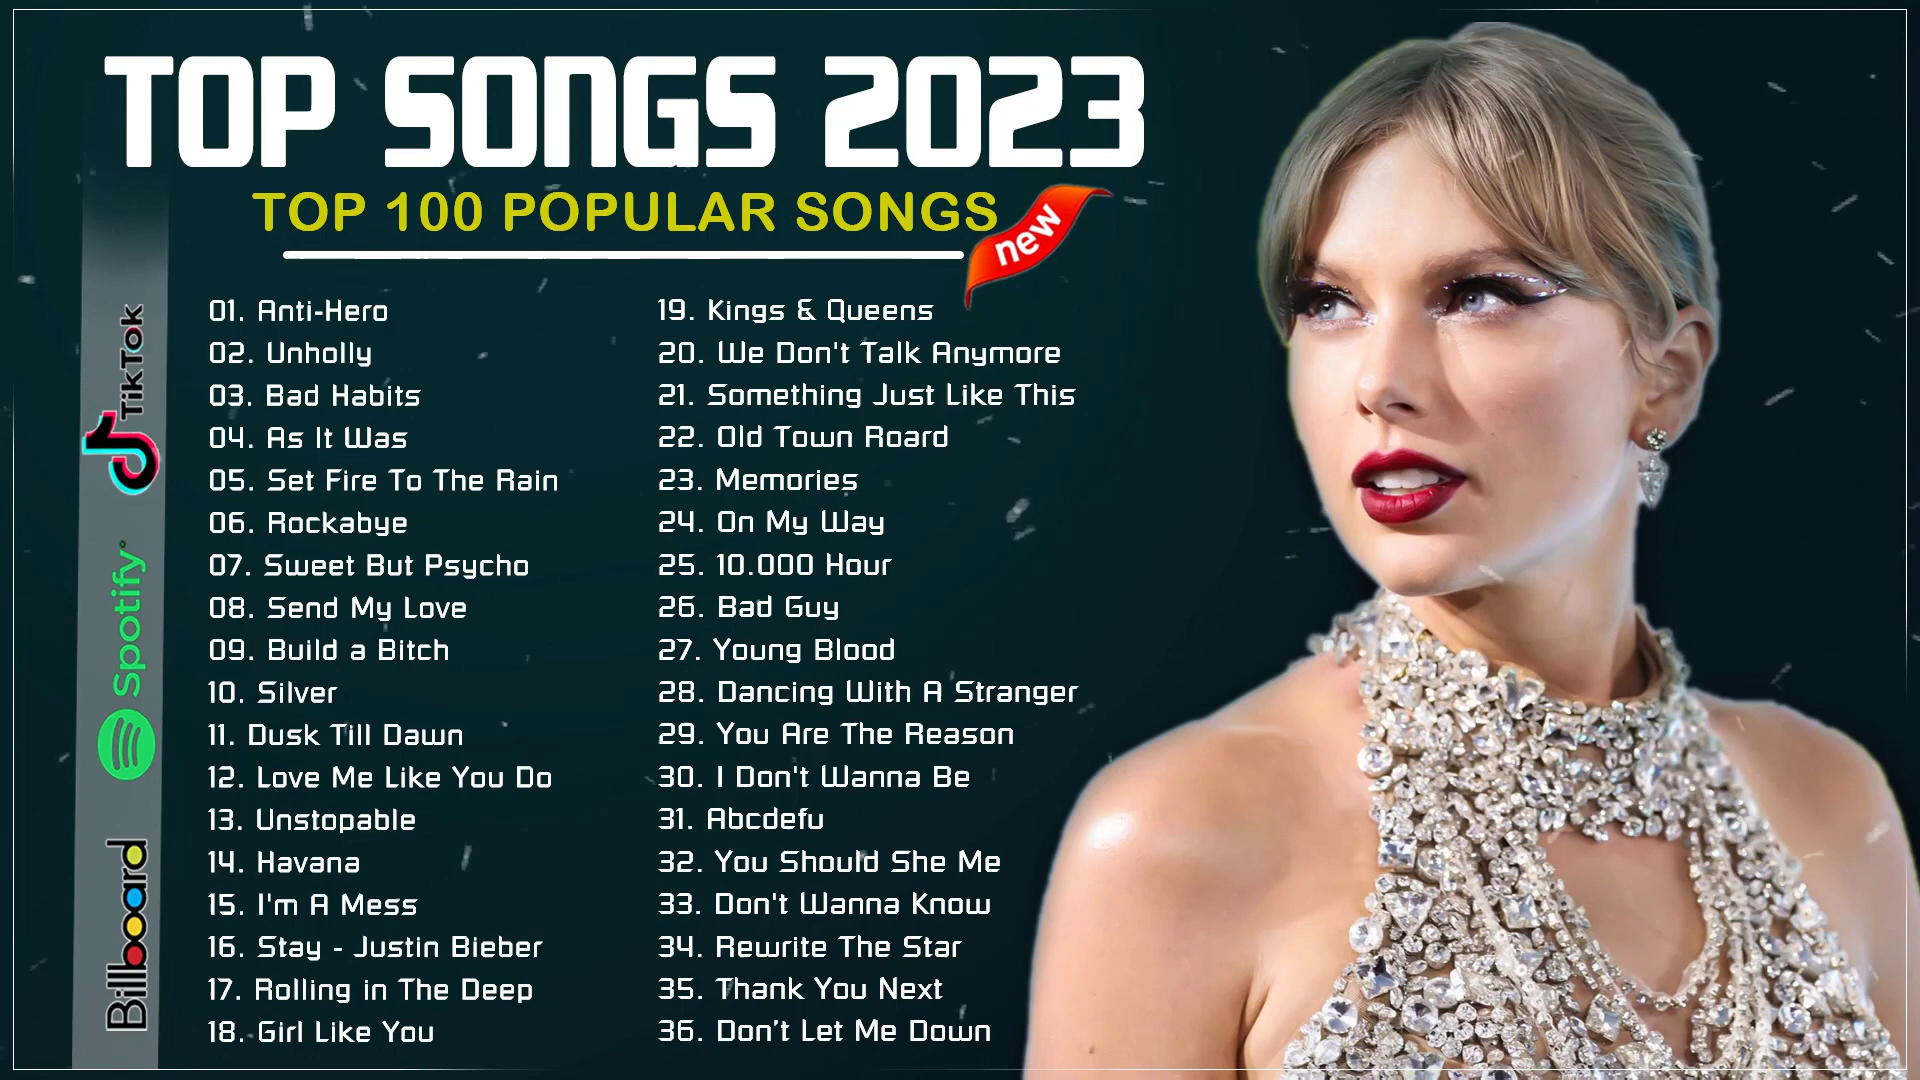 TOP SONGS 2023
TOP 100 POPULAR SONGS
new
TikTok
Spotify
Billboard
01. Anti-Hero
02. Unholly
03. Bad Habits
04. As It Was
05. Set Fire To The Rain
06. Rockabye
07. Sweet But Psycho
08. Send My Love
09. Build a Bitch
10. Silver
11. Dusk Till Dawn
12. Love Me Like You Do
13. Unstopable
14. Havana
15. I'm A Mess
16. Stay - Justin Bieber
17. Rolling in The Deep
18. Girl Like You
19. Kings & Queens
20. We Don't Talk Anymore
21. Something Just Like This
22. Old Town Roard
23. Memories
24. On My Way
25. 10.000 Hour
26. Bad Guy
27. Young Blood
28. Dancing With A Stranger
29. You Are The Reason
30. I Don't Wanna Be
31. Abcdefu
32. You Should She Me
33. Don't Wanna Know
34. Rewrite The Star
35. Thank You Next
36. Don’t Let Me Down